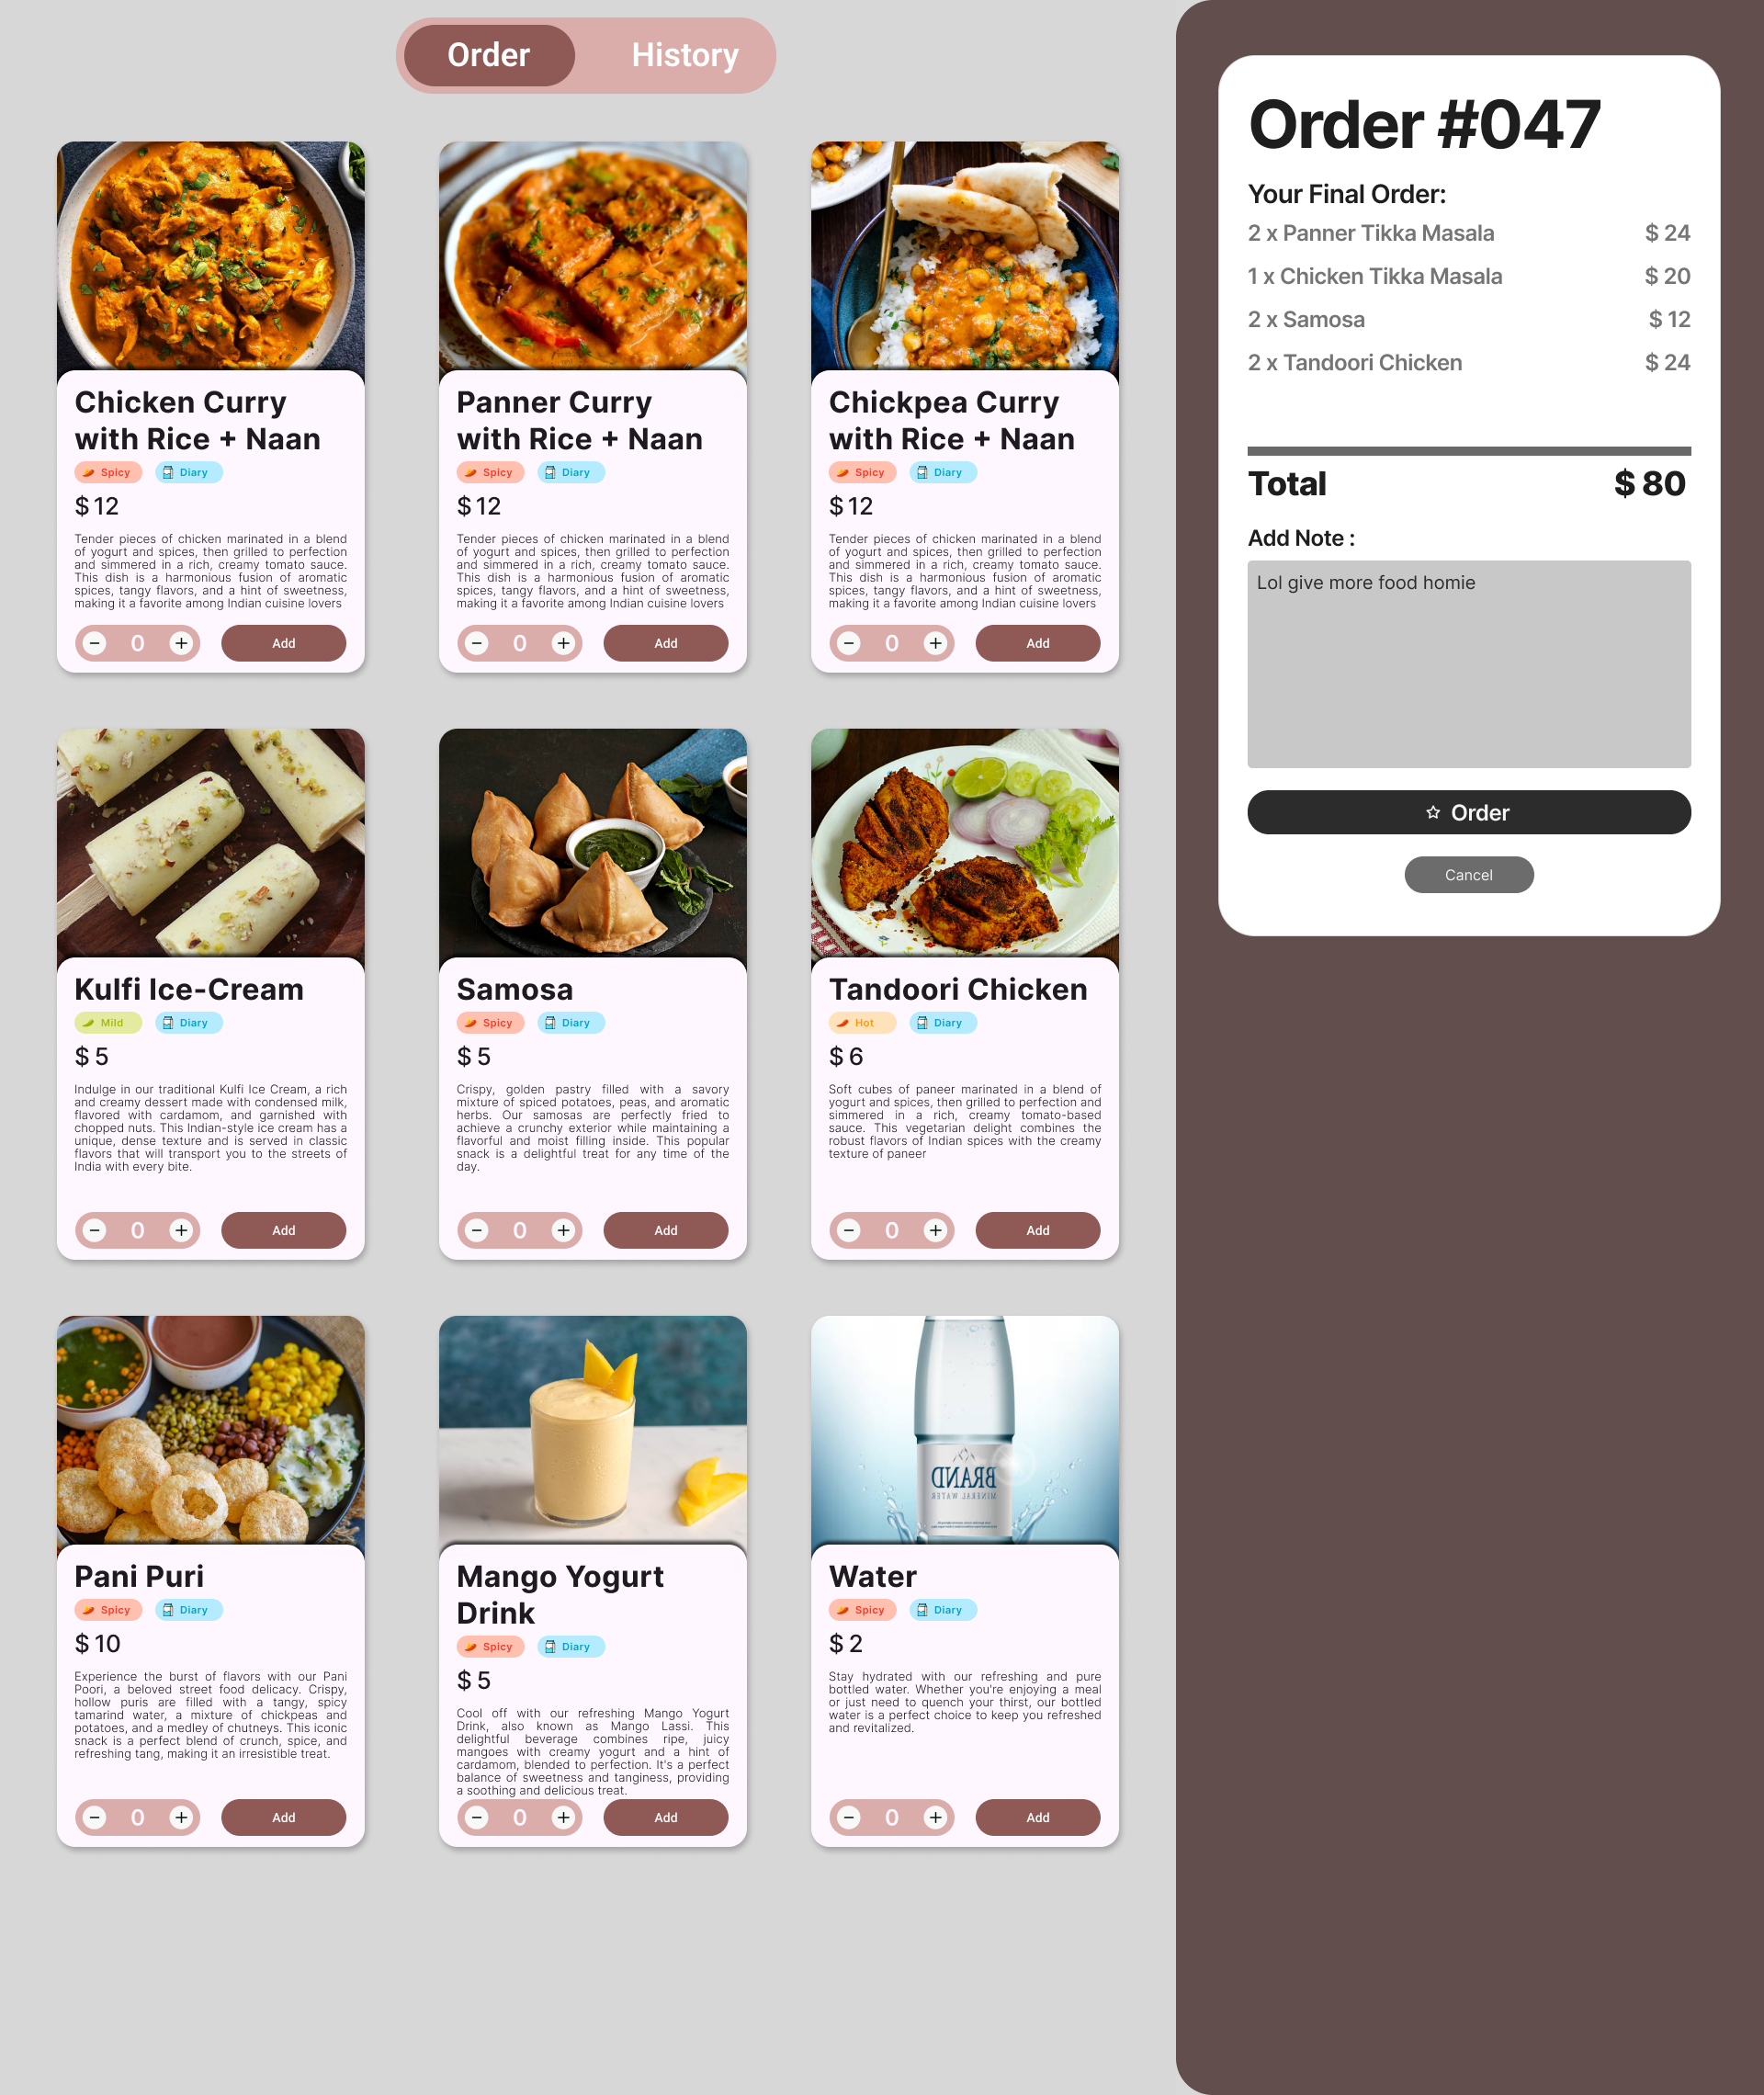 Order
History
Chicken Curry
with Rice + Naan
Spicy
Diary
$ 12
Tender pieces of chicken marinated in a blend
of yogurt and spices, then grilled to perfection
and simmered in a rich, creamy tomato sauce.
This dish is a harmonious fusion of aromatic
spices, tangy flavors, and a hint of sweetness,
making it a favorite among Indian cuisine lovers
0
Add
Panner Curry
with Rice + Naan
Spicy
Diary
$ 12
Tender pieces of chicken marinated in a blend
of yogurt and spices, then grilled to perfection
and simmered in a rich, creamy tomato sauce.
This dish is a harmonious fusion of aromatic
spices, tangy flavors, and a hint of sweetness,
making it a favorite among Indian cuisine lovers
0
Add
Chickpea Curry
with Rice + Naan
Spicy
Diary
$ 12
Tender pieces of chicken marinated in a blend
of yogurt and spices, then grilled to perfection
and simmered in a rich, creamy tomato sauce.
This dish is a harmonious fusion of aromatic
spices, tangy flavors, and a hint of sweetness,
making it a favorite among Indian cuisine lovers
0
Add
Kulfi Ice-Cream
Mild
Diary
$ 5
Indulge in our traditional Kulfi Ice Cream, a rich
and creamy dessert made with condensed milk,
flavored with cardamom, and garnished with
chopped nuts. This Indian-style ice cream has a
unique, dense texture and is served in classic
flavors that will transport you to the streets of
India with every bite.
0
Add
Samosa
Spicy
Diary
$ 5
Crispy, golden pastry filled with a savory
mixture of spiced potatoes, peas, and aromatic
herbs. Our samosas are perfectly fried to
achieve a crunchy exterior while maintaining a
flavorful and moist filling inside. This popular
snack is a delightful treat for any time of the
day.
0
Add
Tandoori Chicken
Hot
Diary
$ 6
Soft cubes of paneer marinated in a blend of
yogurt and spices, then grilled to perfection and
simmered in a rich, creamy tomato-based
sauce. This vegetarian delight combines the
robust flavors of Indian spices with the creamy
texture of paneer
0
Add
Pani Puri
Spicy
Diary
$ 10
Experience the burst of flavors with our Pani
Poori, a beloved street food delicacy. Crispy,
hollow puris are filled with a tangy, spicy
tamarind water, a mixture of chickpeas and
potatoes, and a medley of chutneys. This iconic
snack is a perfect blend of crunch, spice, and
refreshing tang, making it an irresistible treat.
0
Add
Mango Yogurt
Drink
Spicy
Diary
$ 5
Cool off with our refreshing Mango Yogurt
Drink, also known as Mango Lassi. This
delightful beverage combines ripe, juicy
mangoes with creamy yogurt and a hint of
cardamom, blended to perfection. It's a perfect
balance of sweetness and tanginess, providing
a soothing and delicious treat.
0
Add
BRAND
MINERAL WATER
Water
Spicy
Diary
$ 2
Stay hydrated with our refreshing and pure
bottled water. Whether you're enjoying a meal
or just need to quench your thirst, our bottled
water is a perfect choice to keep you refreshed
and revitalized.
0
Add
Order #047
Your Final Order:
2 x Panner Tikka Masala $ 24
1 x Chicken Tikka Masala $ 20
2 x Samosa $ 12
2 x Tandoori Chicken $ 24
Total $ 80
Add Note :
Lol give more food homie
Order
Cancel